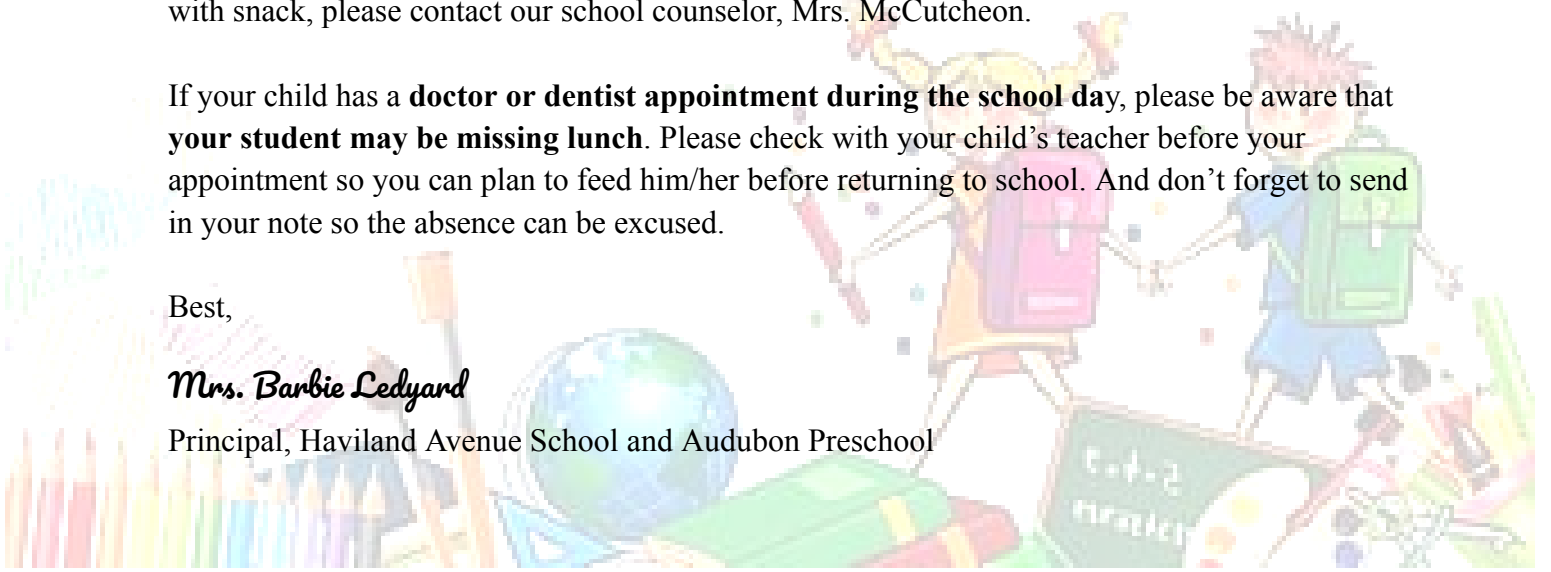 with snack, please contact our school counselor, Mrs. McCutcheon.
If your child has a doctor or dentist appointment during the school day, please be aware that
your student may be missing lunch. Please check with your child’s teacher before your
appointment so you can plan to feed him/her before returning to school. And don’t forget to send
in your note so the absence can be excused.
Best,
Mrs. Barbie Ledyard
Principal, Haviland Avenue School and Audubon Preschool